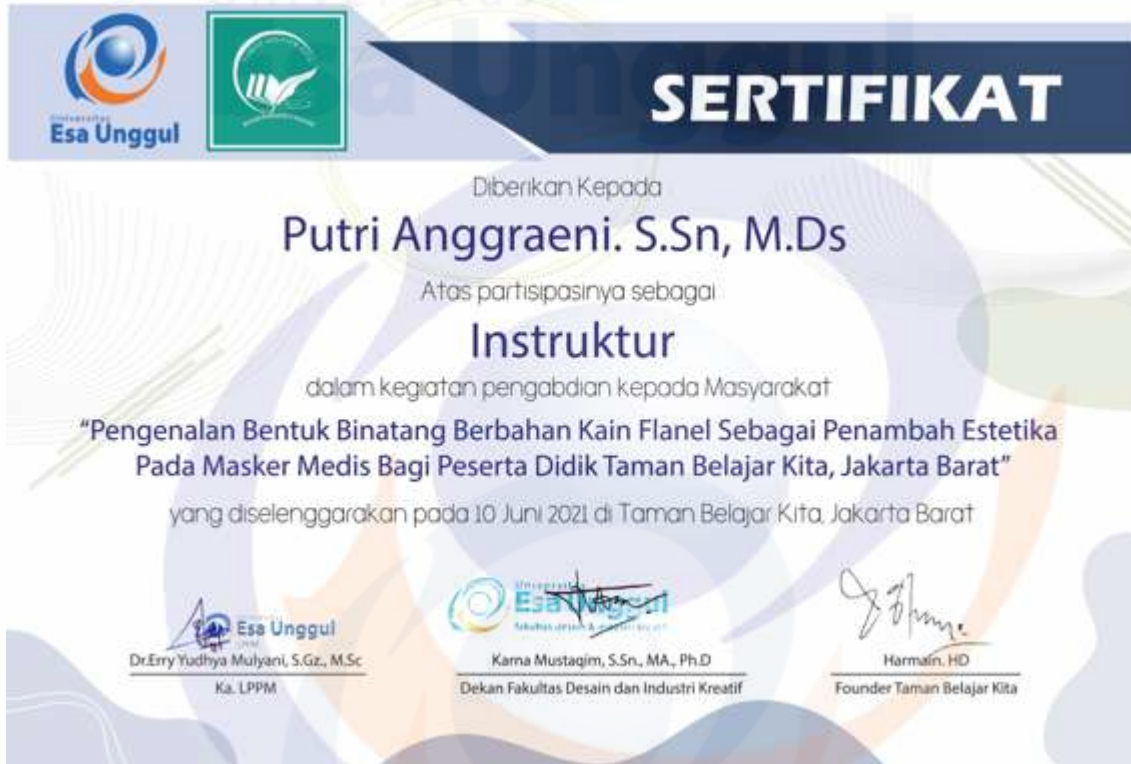 Universitas
Esa Unggul
SERTIFIKAT
Diberikan Kepada
Putri Anggraeni. S.Sn, M.Ds
Atas partisipasinya sebagai
Instruktur
dalam kegiatan pengabdian kepada Masyarakat
"Pengenalan Bentuk Binatang Berbahan Kain Flanel Sebagai Penambah Estetika
Pada Masker Medis Bagi Peserta Didik Taman Belajar Kita, Jakarta Barat"
yang diselenggarakan pada 10 Juni 2021 di Taman Belajar Kita, Jakarta Barat
Esa Unggul
Dr.Erry Yudhya Mulyani, S.Gz., M.Sc
Ka. LPPM
Universitas
Esa Unggul
Karna Mustaqim, S.Sn., MA., Ph.D
Dekan Fakultas Desain dan Industri Kreatif
Harmain. HD
Founder Taman Belajar Kita